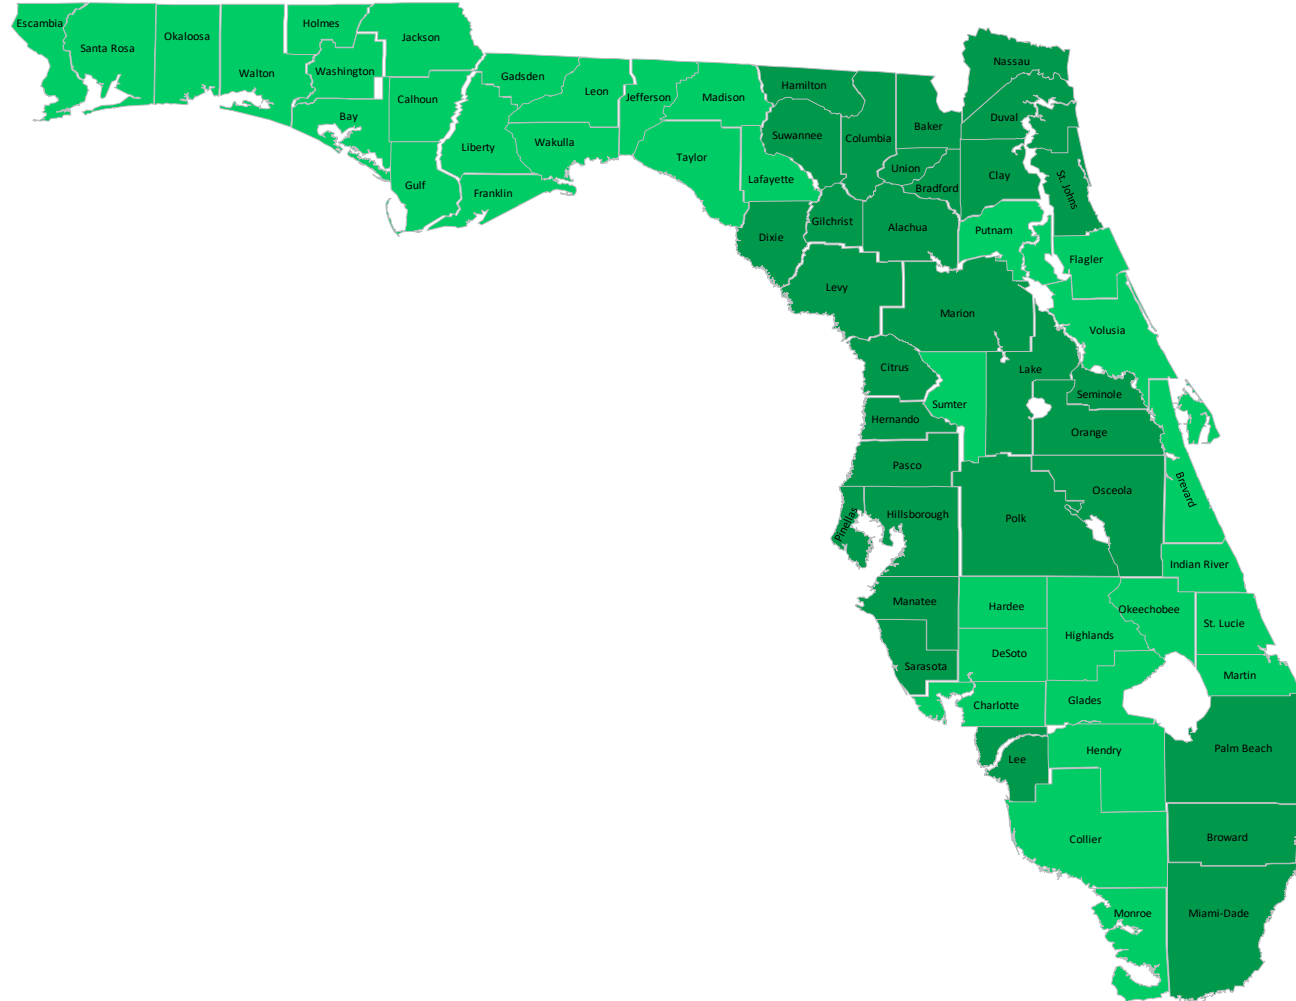 Escambia
Santa Rosa
Okaloosa
Walton
Holmes
Washington
Jackson
Bay
Calhoun
Gulf
Gadsden
Liberty
Franklin
Leon
Wakulla
Jefferson
Madison
Taylor
Lafayette
Hamilton
Suwannee
Columbia
Baker
Nassau
Duval
Union
Bradford
Clay
St. Johns
Dixie
Gilchrist
Alachua
Putnam
Flagler
Levy
Marion
Volusia
Citrus
Sumter
Lake
Seminole
Hernando
Orange
Pasco
Osceola
Brevard
Pinellas
Hillsborough
Polk
Indian River
Manatee
Hardee
Okeechobee
St. Lucie
Highlands
Sarasota
DeSoto
Martin
Charlotte
Glades
Lee
Hendry
Palm Beach
Collier
Broward
Monroe
Miami-Dade